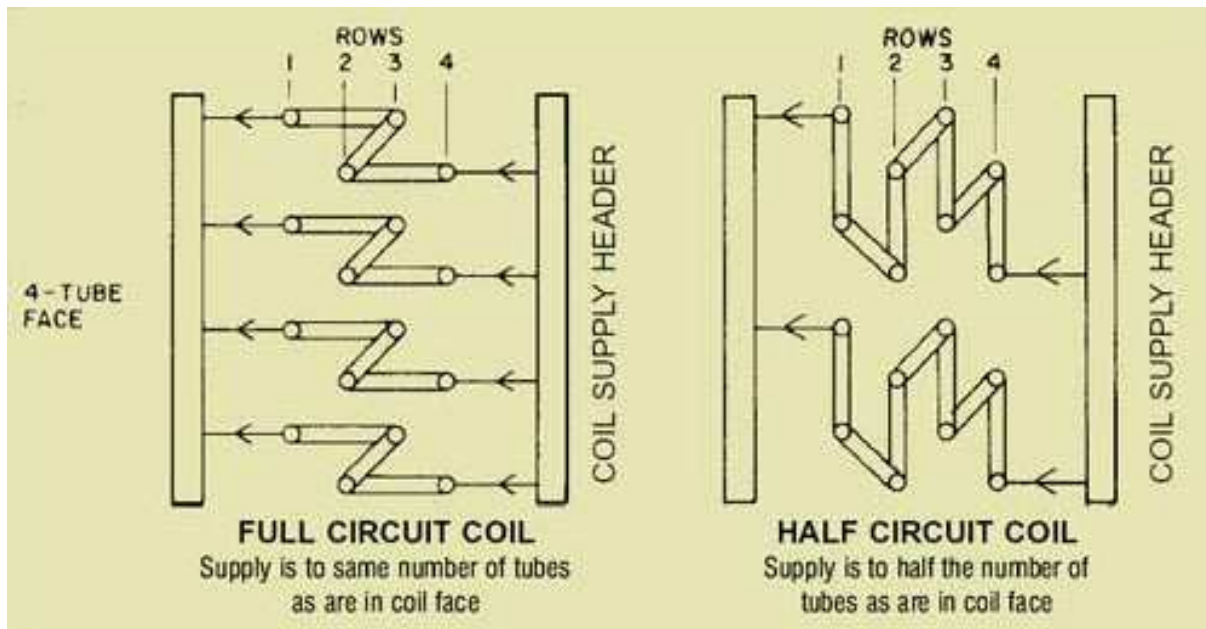 ROWS
1 2 3 4
4-TUBE
FACE
COIL SUPPLY HEADER
FULL CIRCUIT COIL
Supply is to same number of tubes
as are in coil face
ROWS
1 2 3 4
COIL SUPPLY HEADER
HALF CIRCUIT COIL
Supply is to half the number of
tubes as are in coil face